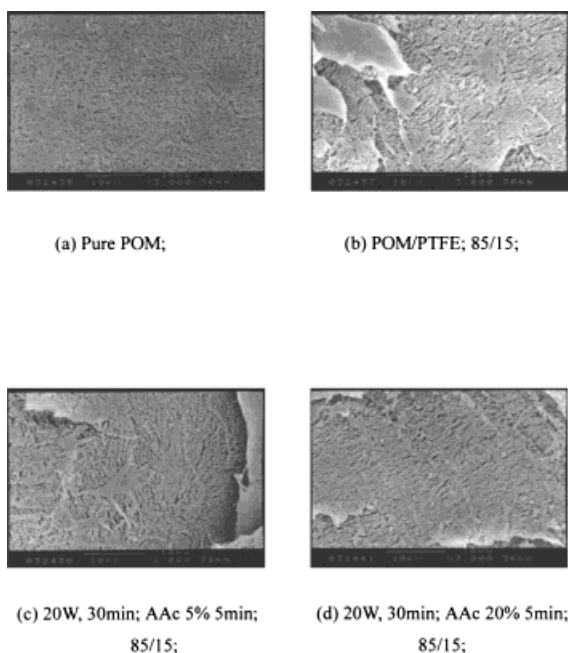 (a) Pure POM;
(b) POM/PTFE; 85/15;
(c) 20W, 30min; AAc 5% 5min;
85/15;
(d) 20W, 30min; AAc 20% 5min;
85/15;